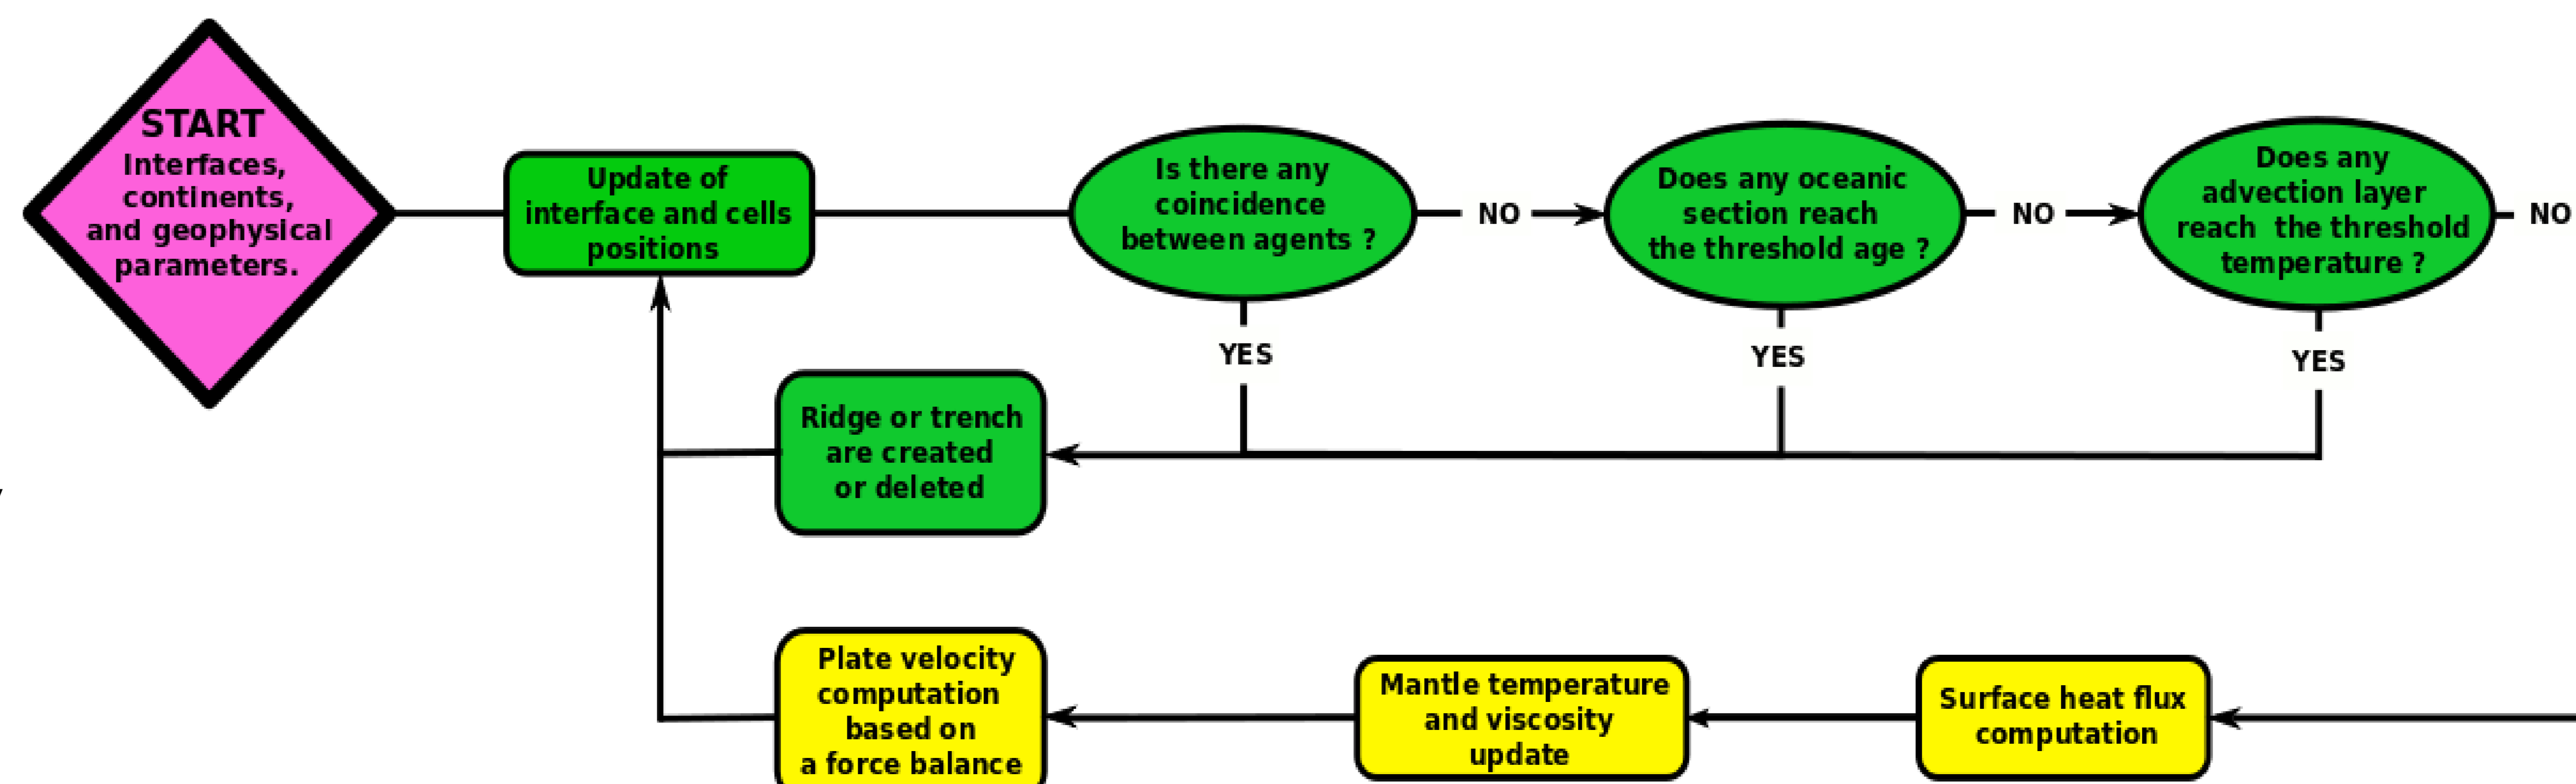 START
Interfaces,
continents,
and geophysical
parameters.
Update of
interface and cells
positions
Is there any
coincidence
between agents ?
NO
Does any oceanic
section reach
the threshold age ?
NO
Does any
advection layer
reach the threshold
temperature ?
NO
YES
YES
YES
Ridge or trench
are created
or deleted
Plate velocity
computation
based on
a force balance
Mantle temperature
and viscosity
update
Surface heat flux
computation